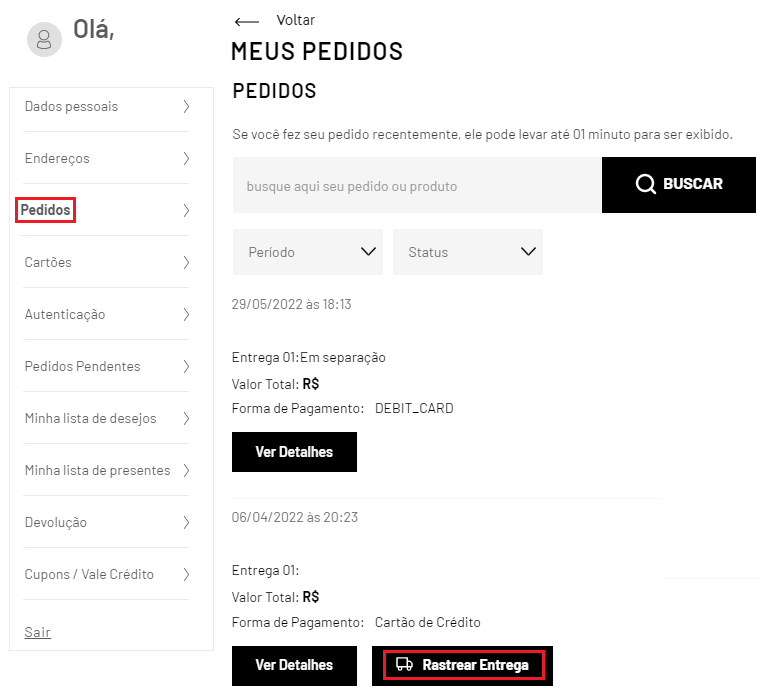 Olá,
Dados pessoais
Endereços
Pedidos
Cartões
Autenticação
Pedidos Pendentes
Minha lista de desejos
Minha lista de presentes
Devolução
Cupons / Vale Crédito
Sair
Voltar
MEUS PEDIDOS
PEDIDOS
Se você fez seu pedido recentemente, ele pode levar até 01 minuto para ser exibido.
busque aqui seu pedido ou produto
BUSCAR
Período
Status
29/05/2022 às 18:13
Entrega 01:Em separação
Valor Total: R$
Forma de Pagamento: DEBIT_CARD
Ver Detalhes
06/04/2022 às 20:23
Entrega 01:
Valor Total: R$
Forma de Pagamento: Cartão de Crédito
Ver Detalhes
Rastrear Entrega